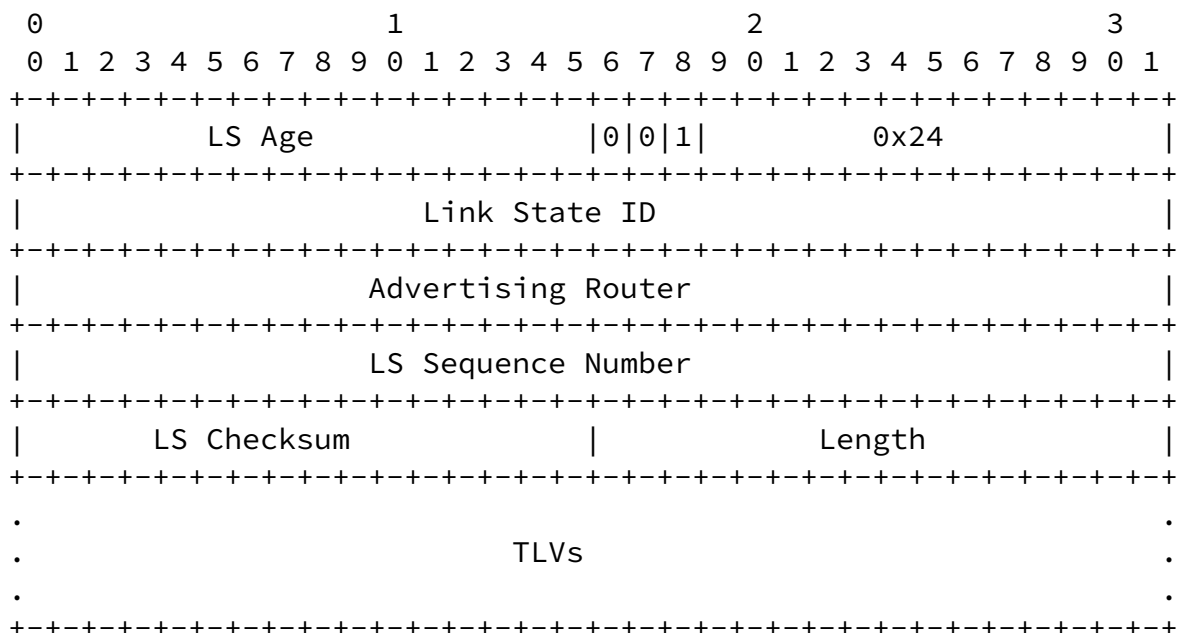 0                   1                   2                   3
 0 1 2 3 4 5 6 7 8 9 0 1 2 3 4 5 6 7 8 9 0 1 2 3 4 5 6 7 8 9 0 1
+-+-+-+-+-+-+-+-+-+-+-+-+-+-+-+-+-+-+-+-+-+-+-+-+-+-+-+-+-+-+-+-+
|          LS Age               |0|0|1|         0x24            |
+-+-+-+-+-+-+-+-+-+-+-+-+-+-+-+-+-+-+-+-+-+-+-+-+-+-+-+-+-+-+-+-+
|                      Link State ID                            |
+-+-+-+-+-+-+-+-+-+-+-+-+-+-+-+-+-+-+-+-+-+-+-+-+-+-+-+-+-+-+-+-+
|                   Advertising Router                          |
+-+-+-+-+-+-+-+-+-+-+-+-+-+-+-+-+-+-+-+-+-+-+-+-+-+-+-+-+-+-+-+-+
|                   LS Sequence Number                          |
+-+-+-+-+-+-+-+-+-+-+-+-+-+-+-+-+-+-+-+-+-+-+-+-+-+-+-+-+-+-+-+-+
|       LS Checksum             |            Length             |
+-+-+-+-+-+-+-+-+-+-+-+-+-+-+-+-+-+-+-+-+-+-+-+-+-+-+-+-+-+-+-+-+
.                                                               .
.                           TLVs                                .
.                                                               .
+-+-+-+-+-+-+-+-+-+-+-+-+-+-+-+-+-+-+-+-+-+-+-+-+-+-+-+-+-+-+-+-+